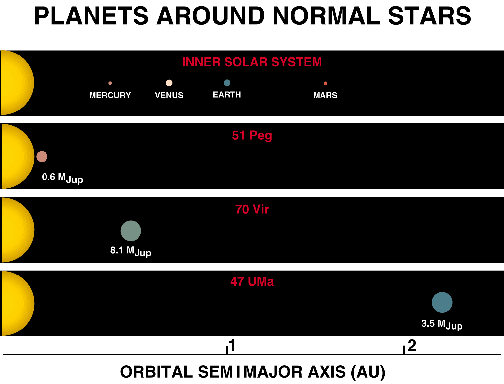 PLANETS AROUND NORMAL STARS
INNER SOLAR SYSTEM
MERCURY VENUS EARTH MARS
51 Peg
0.6 MJup
70 Vir
8.1 MJup
47 UMa
3.5 MJup
1 2
ORBITAL SEMIMAJOR AXIS (AU)